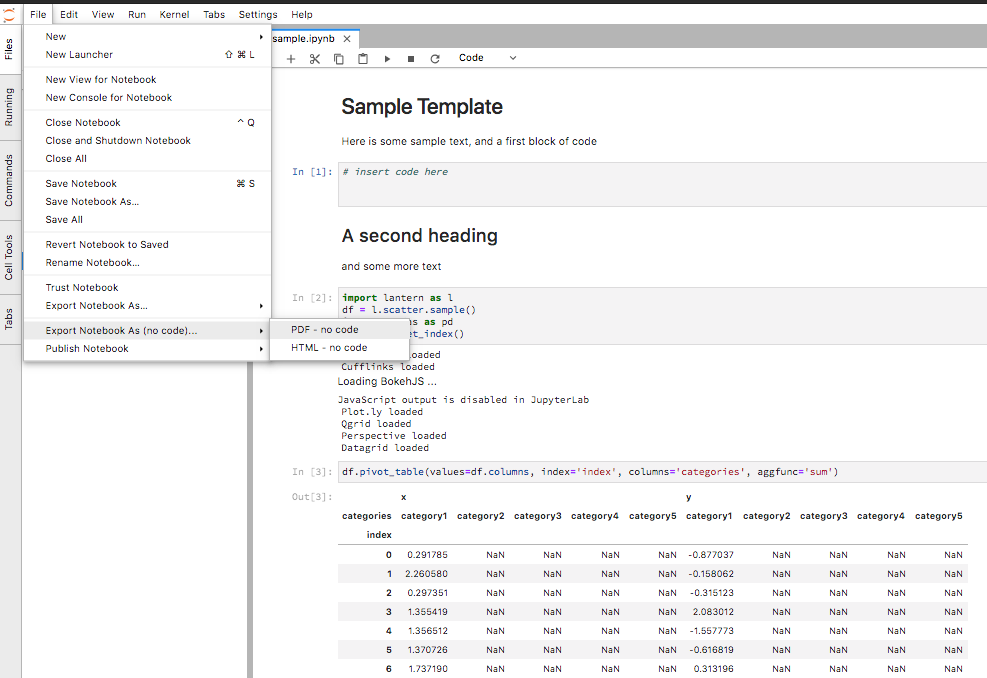 File Edit View Run Kernel Tabs Settings Help
Files
Running
Commands
Cell Tools
Tabs
New
New Launcher ⇧ ⌘ L
New View for Notebook
New Console for Notebook
Close Notebook ^ Q
Close and Shutdown Notebook
Close All
Save Notebook ⌘ S
Save Notebook As...
Save All
Revert Notebook to Saved
Rename Notebook...
Trust Notebook
Export Notebook As...
Export Notebook As (no code)...
Publish Notebook
PDF - no code
HTML - no code
sample.ipynb
Code
Sample Template
Here is some sample text, and a first block of code
In [1]: # insert code here
A second heading
and some more text
In [2]: import lantern as l
df = l.scatter.sample()
as pd
_index()
loaded
Cufflinks loaded
Loading BokehJS ...
JavaScript output is disabled in JupyterLab
Plot.ly loaded
Qgrid loaded
Perspective loaded
Datagrid loaded
In [3]: df.pivot_table(values=df.columns, index='index', columns='categories', aggfunc='sum')
Out[3]: x y
categories category1 category2 category3 category4 category5 category1 category2 category3 category4 category5
index
0 0.291785 NaN NaN NaN NaN -0.877037 NaN NaN NaN NaN
1 2.260580 NaN NaN NaN NaN -0.158062 NaN NaN NaN NaN
2 0.297351 NaN NaN NaN NaN -0.315123 NaN NaN NaN NaN
3 1.355419 NaN NaN NaN NaN 2.083012 NaN NaN NaN NaN
4 1.356512 NaN NaN NaN NaN -1.557773 NaN NaN NaN NaN
5 1.370726 NaN NaN NaN NaN -0.616819 NaN NaN NaN NaN
6 1.737190 NaN NaN NaN NaN 0.313196 NaN NaN NaN NaN